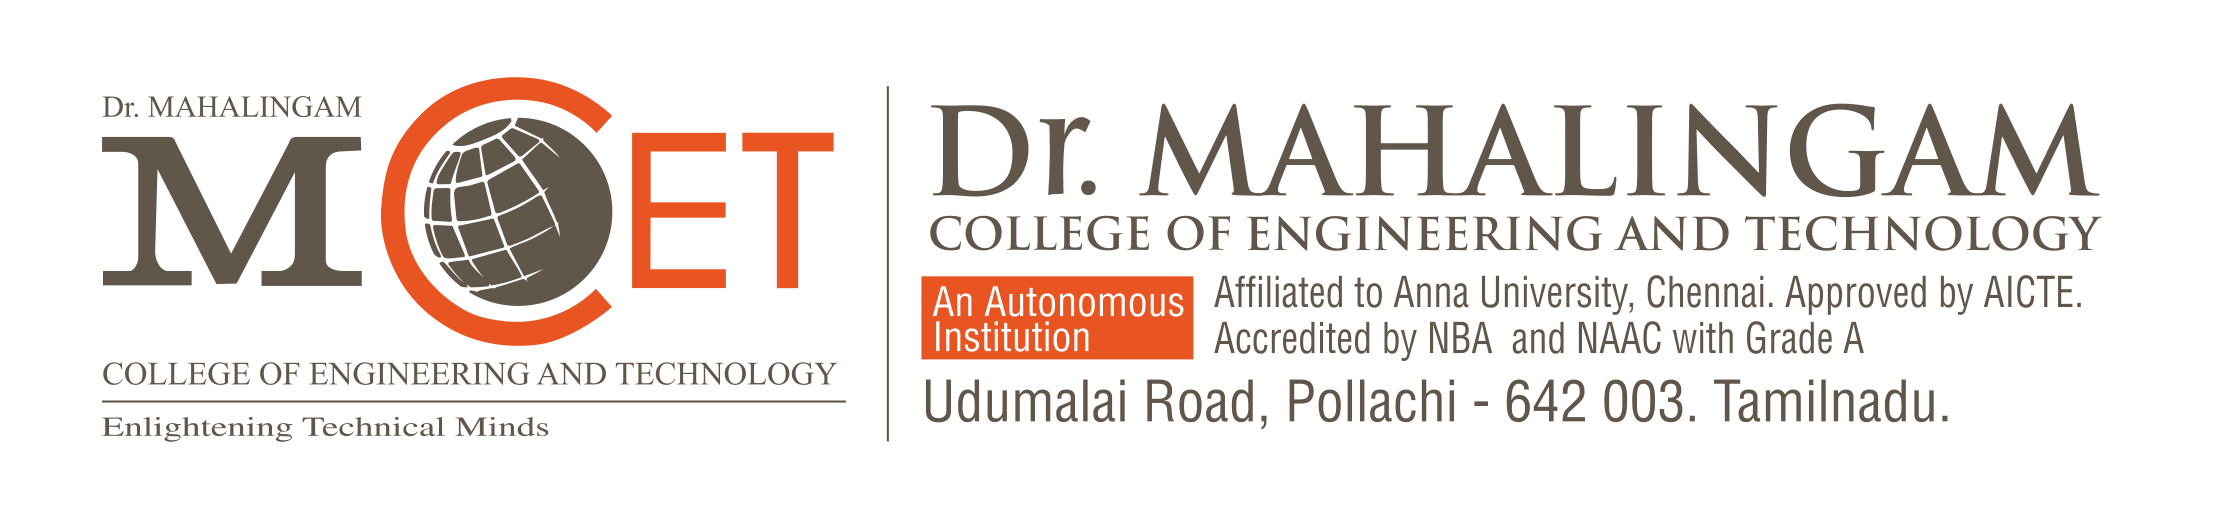 Dr. MAHALINGAM
MCET
COLLEGE OF ENGINEERING AND TECHNOLOGY
Enlightening Technical Minds
Dr. MAHALINGAM
COLLEGE OF ENGINEERING AND TECHNOLOGY
An Autonomous
Institution
Affiliated to Anna University, Chennai. Approved by AICTE.
Accredited by NBA and NAAC with Grade A
Udumalai Road, Pollachi - 642 003. Tamilnadu.